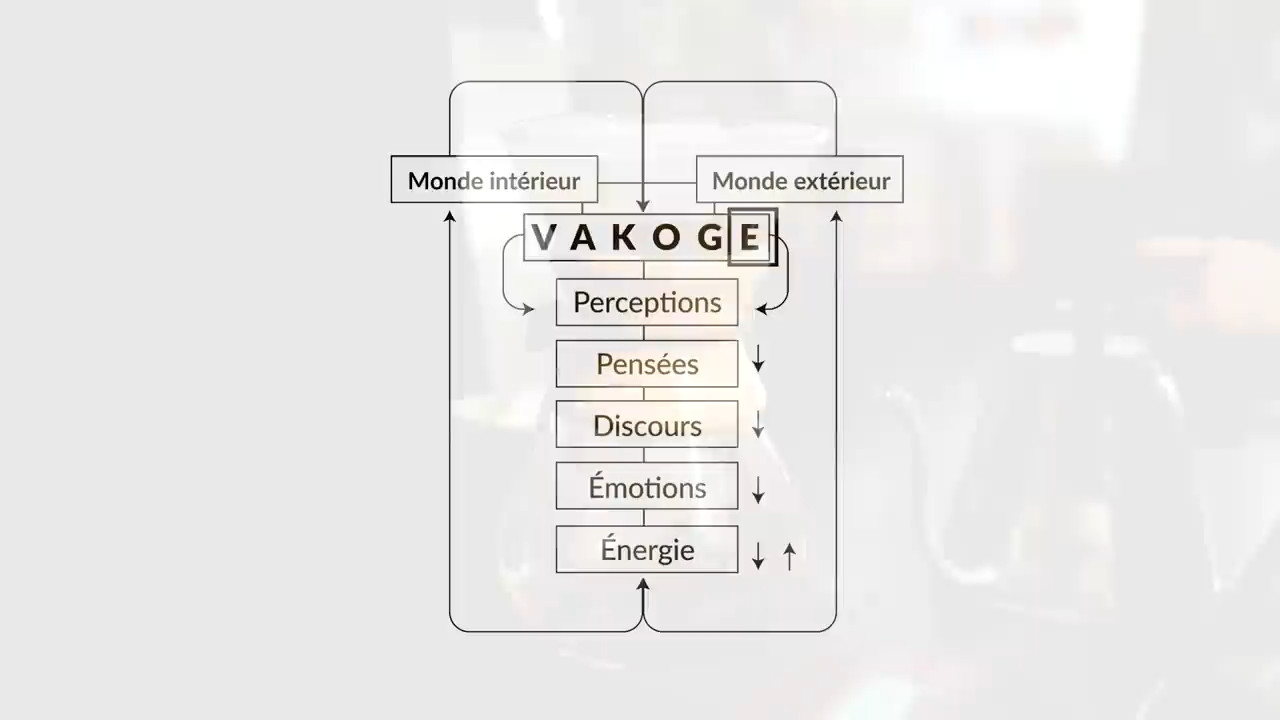 Monde intérieur
Monde extérieur
VAKOGE
Perceptions
Pensées
Discours
Émotions
Énergie